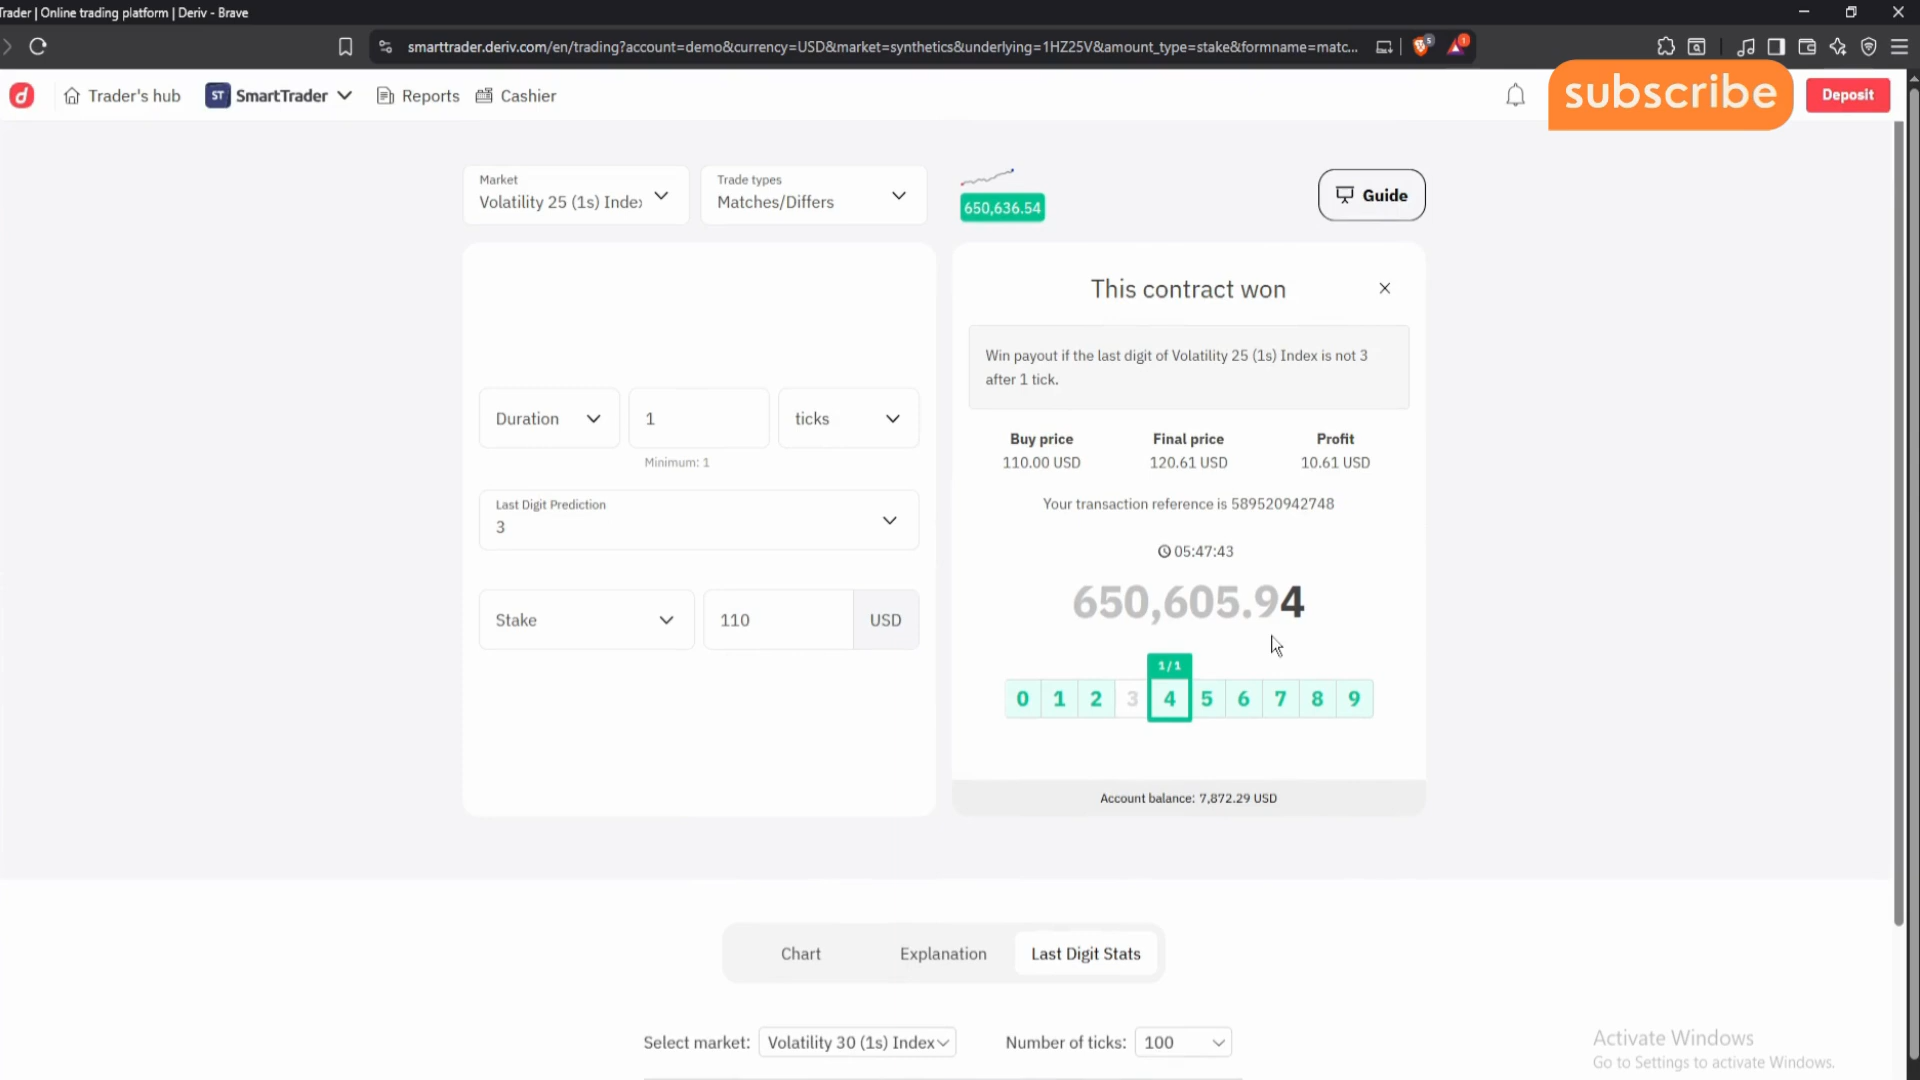 Trader | Online trading platform | Deriv - Brave
smarttrader.deriv.com/en/trading?account=demo&currency=USD&market=synthetics&underlying=1HZ25V&amount_type=stake&formname=matc...
5
1
d
Trader's hub
ST SmartTrader
Reports
Cashier
subscribe
Deposit
Market
Volatility 25 (1s) Inde
Trade types
Matches/Differs
650,636.54
Guide
This contract won
Win payout if the last digit of Volatility 25 (1s) Index is not 3
after 1 tick.
Duration
1
ticks
Minimum: 1
Buy price
110.00 USD
Final price
120.61 USD
Profit
10.61 USD
Last Digit Prediction
3
Your transaction reference is 589520942748
05:47:43
650,605.94
Stake
110
USD
1/1
0 1 2 3 4 5 6 7 8 9
Account balance: 7,872.29 USD
Chart
Explanation
Last Digit Stats
Select market: Volatility 30 (1s) Index
Number of ticks: 100
Activate Windows
Go to Settings to activate Windows.